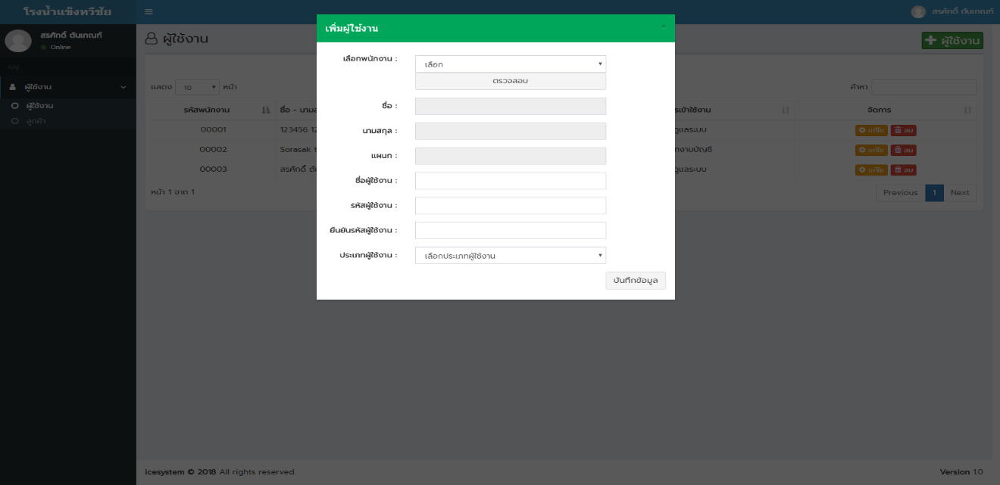 โรงน้ำแข็งทวีชัย
สรศักดิ์ ตันเกณฑ์
สรศักดิ์ ตันเกณฑ์
Online
เมนู
ผู้ใช้งาน
ผู้ใช้งาน
ลูกค้า
ผู้ใช้งาน
ผู้ใช้งาน
แสดง 10 หน้า
ค้าหา
รหัสพนักงาน ชื่อ - นามส รเข้าใช้งาน จัดการ
00001 123456 12 ดูแลระบบ แก้ไข ลบ
00002 Sorasak t กงานบัญชี แก้ไข ลบ
00003 สรศักดิ์ ตั ดูแลระบบ แก้ไข ลบ
หน้า 1 จาก 1
Previous 1 Next
เพิ่มผู้ใช้งาน ×
เลือกพนักงาน : เลือก
ตรวจสอบ
ชื่อ :
นามสกุล :
แผนก :
ชื่อผู้ใช้งาน :
รหัสผู้ใช้งาน :
ยืนยันรหัสผู้ใช้งาน :
ประเภทผู้ใช้งาน : เลือกประเภทผู้ใช้งาน
บันทึกข้อมูล
icesystem © 2018 All rights reserved.
Version 1.0